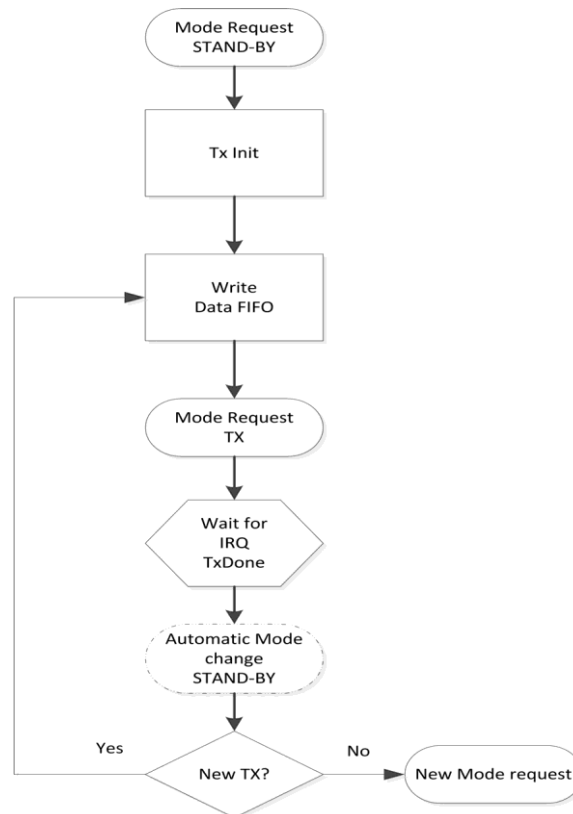 Mode Request
STAND-BY
Tx Init
Write
Data FIFO
Mode Request
TX
Wait for
IRQ
TxDone
Automatic Mode
change
STAND-BY
Yes
New TX?
No
New Mode request